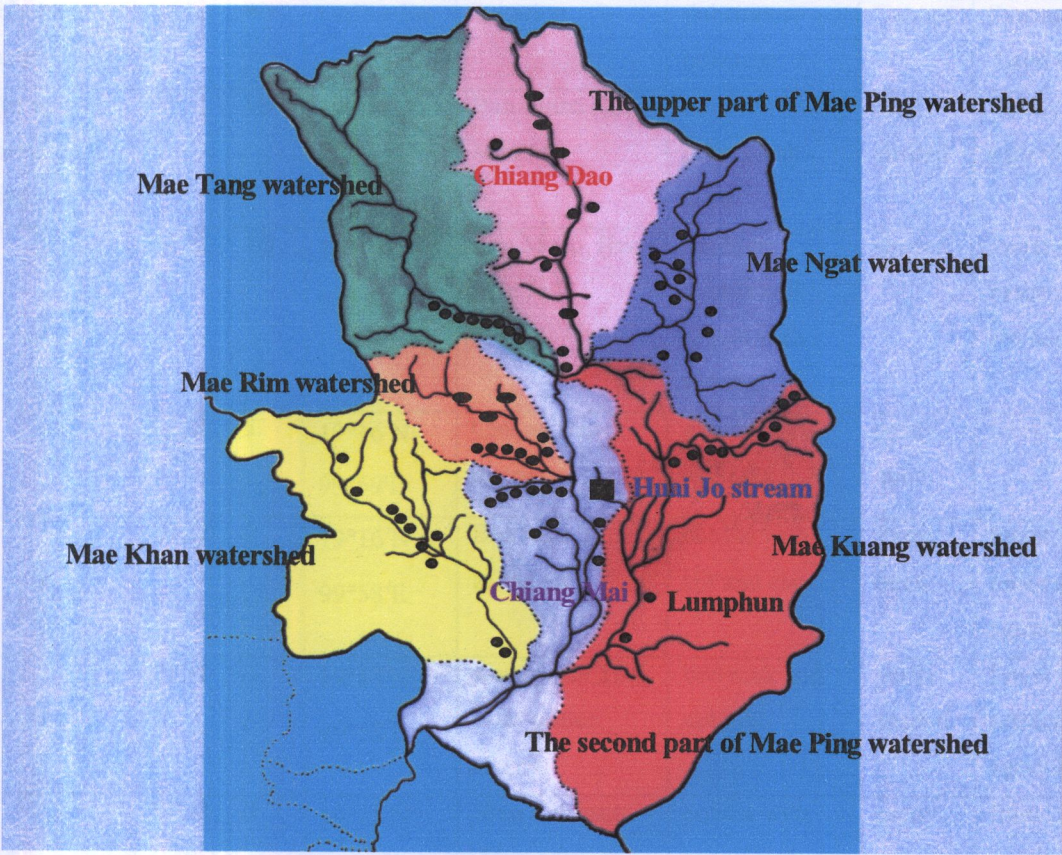 The upper part of Mae Ping watershed
Chiang Dao
Mae Tang watershed
Mae Ngat watershed
Mae Rim watershed
Huai Jo stream
Mae Khan watershed
Mae Kuang watershed
Chiang Mai
Lumphun
The second part of Mae Ping watershed